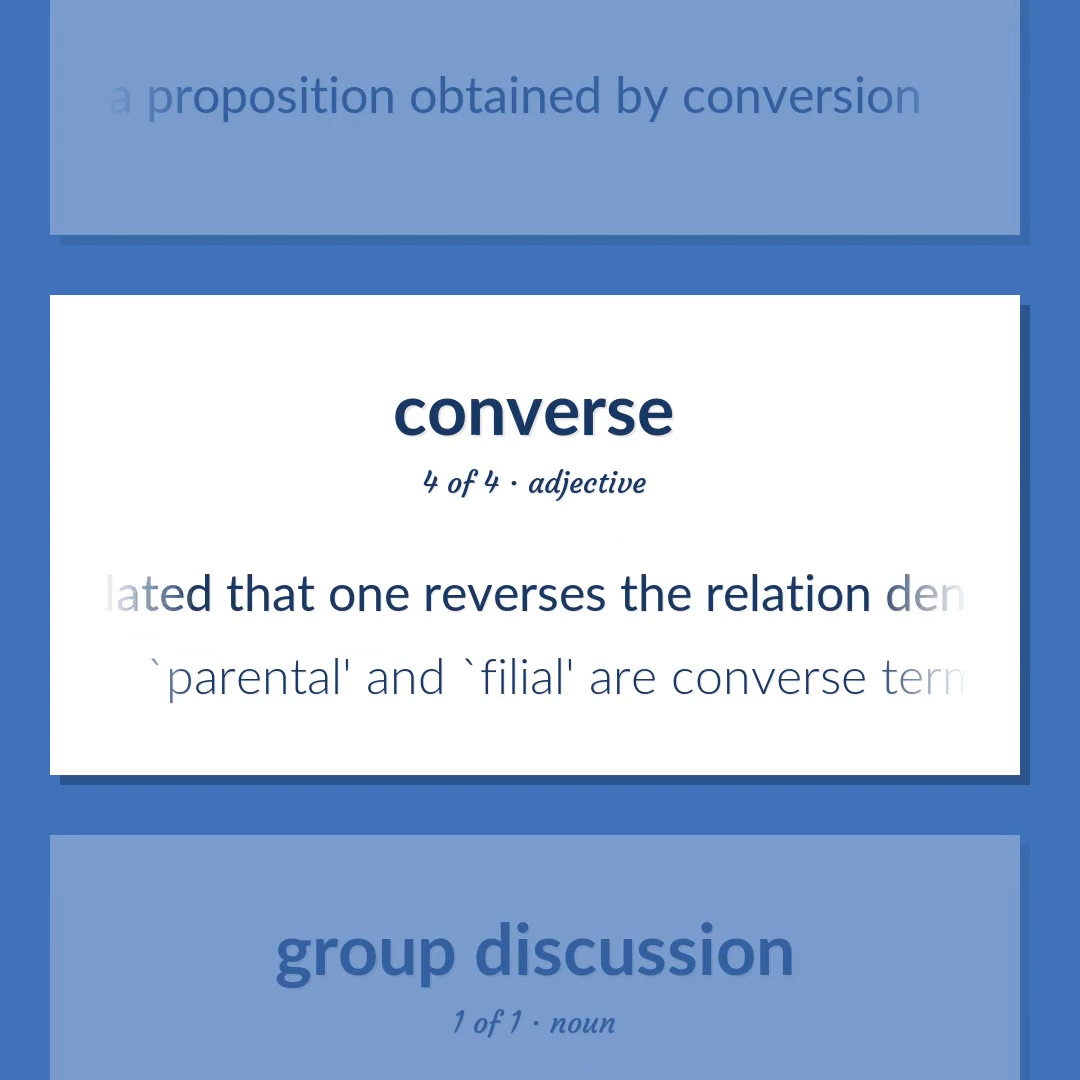 a proposition obtained by conversion
converse
4 of 4 · adjective
lated that one reverses the relation den
`parental' and `filial' are converse term
group discussion
1 of 1 · noun